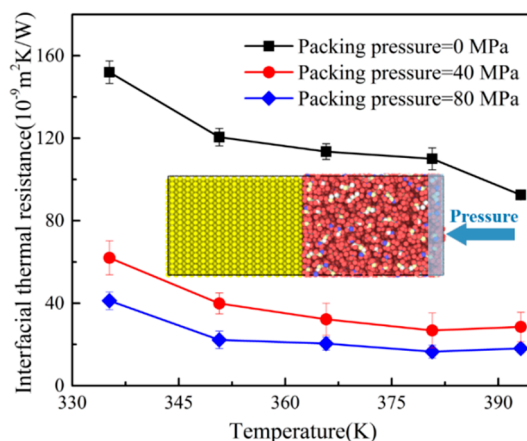 Interfacial thermal resistance(10⁻⁹m²K/W)
160
120
80
40
0
Packing pressure=0 MPa
Packing pressure=40 MPa
Packing pressure=80 MPa
Pressure
330
345
360
375
390
Temperature(K)